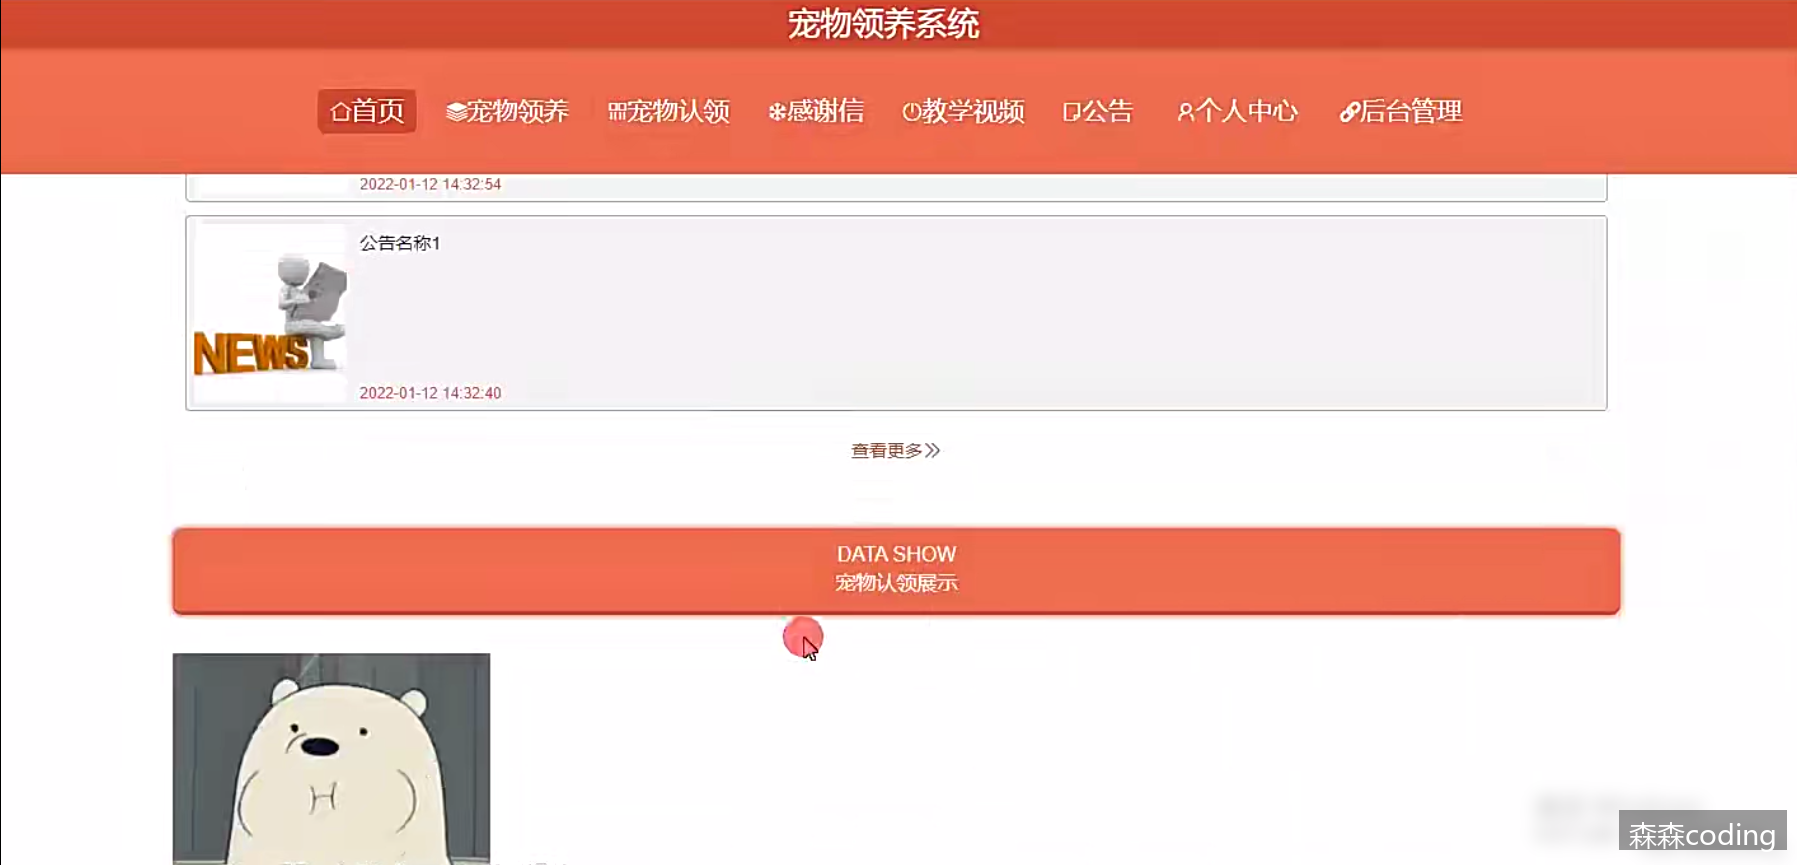 宠物领养系统
首页 宠物领养 宠物认领 感谢信 教学视频 公告 个人中心 后台管理
2022-01-12 14:32:54
公告名称1
NEWS
2022-01-12 14:32:40
查看更多
DATA SHOW
宠物认领展示
森森coding